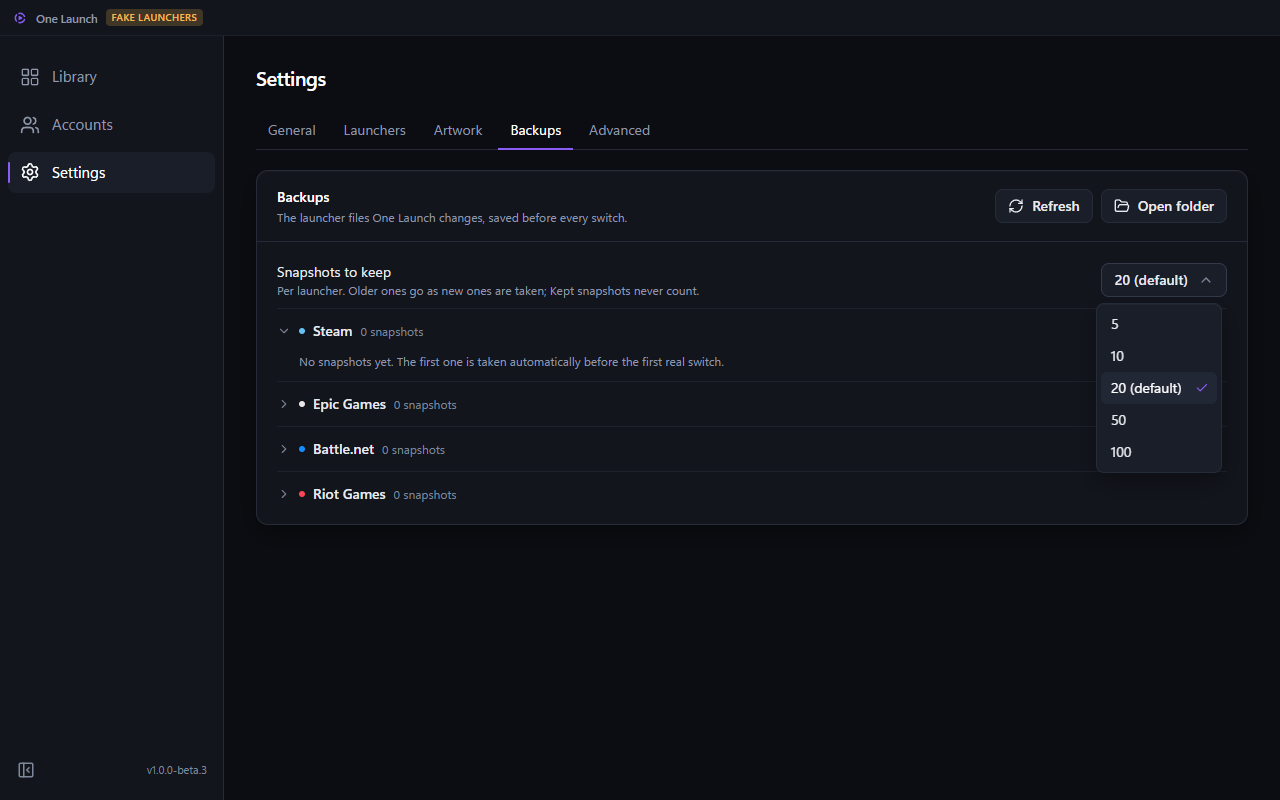 One Launch FAKE LAUNCHERS
Library
Accounts
Settings
v1.0.0-beta.3
Settings
General Launchers Artwork Backups Advanced
Backups
The launcher files One Launch changes, saved before every switch.
Refresh Open folder
Snapshots to keep
Per launcher. Older ones go as new ones are taken; Kept snapshots never count.
20 (default)
5
10
20 (default)
50
100
Steam 0 snapshots
No snapshots yet. The first one is taken automatically before the first real switch.
Epic Games 0 snapshots
Battle.net 0 snapshots
Riot Games 0 snapshots